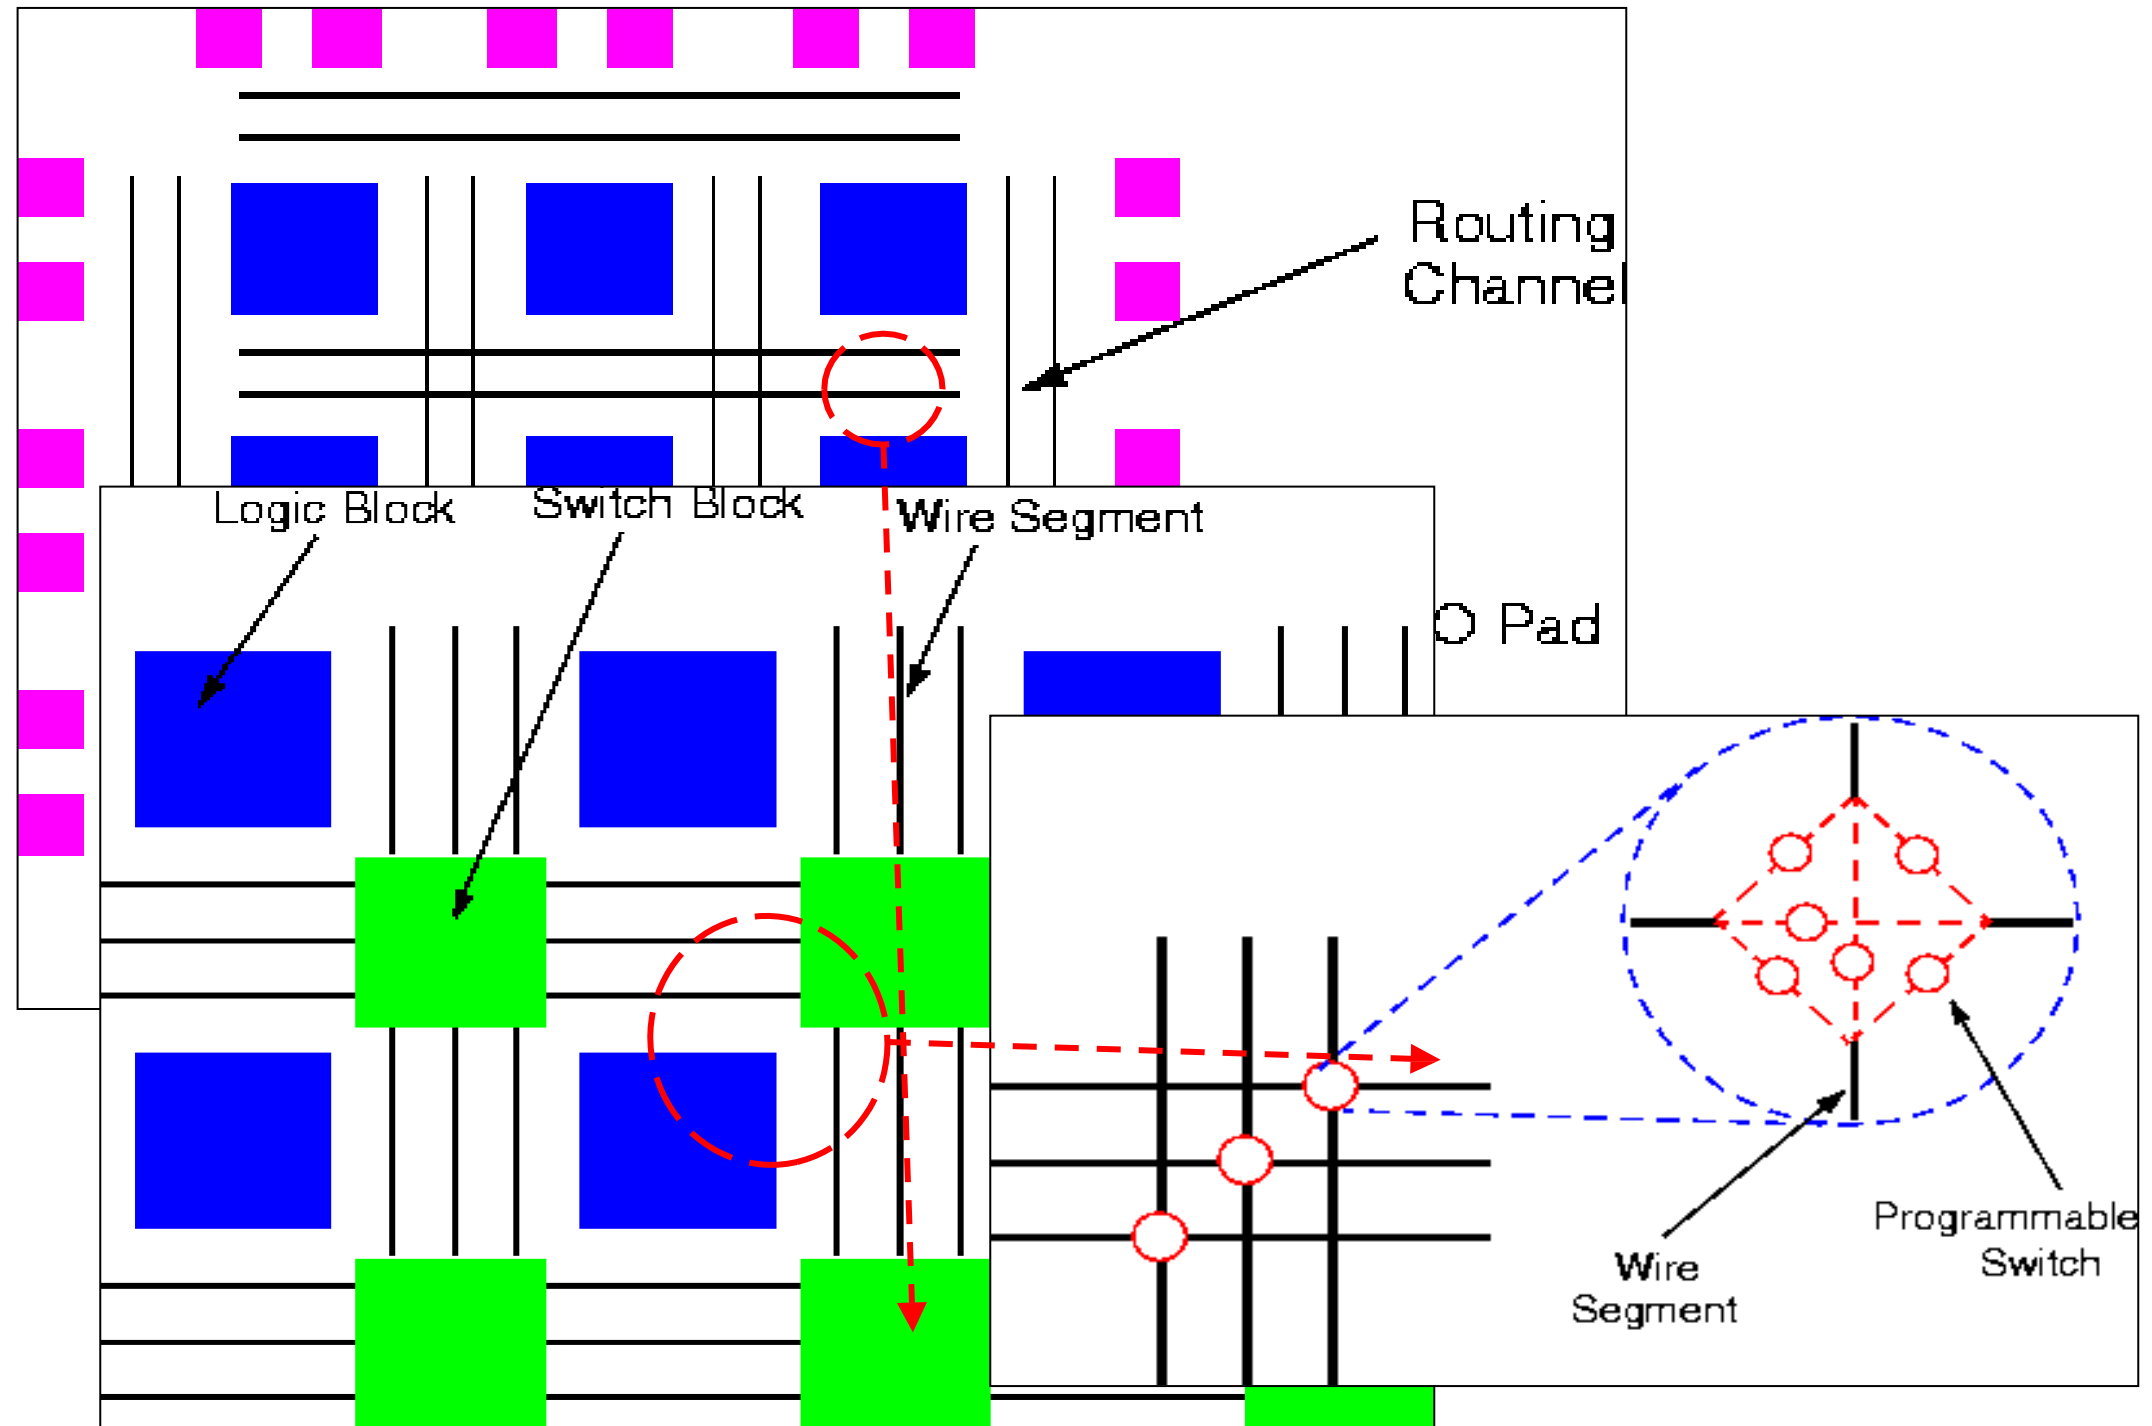 Routing
Channel
Logic Block
Switch Block
Wire Segment
O Pad
Programmable
Switch
Wire
Segment